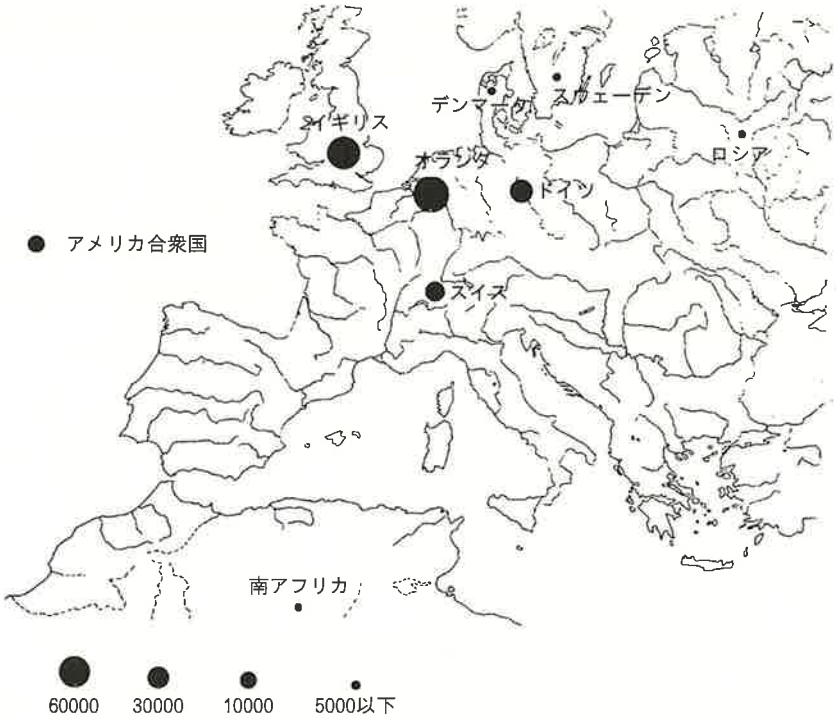 デンマーク
スウェーデン
イギリス
オランダ
ロシア
ドイツ
アメリカ合衆国
スイス
南アフリカ
60000
30000
10000
5000以下